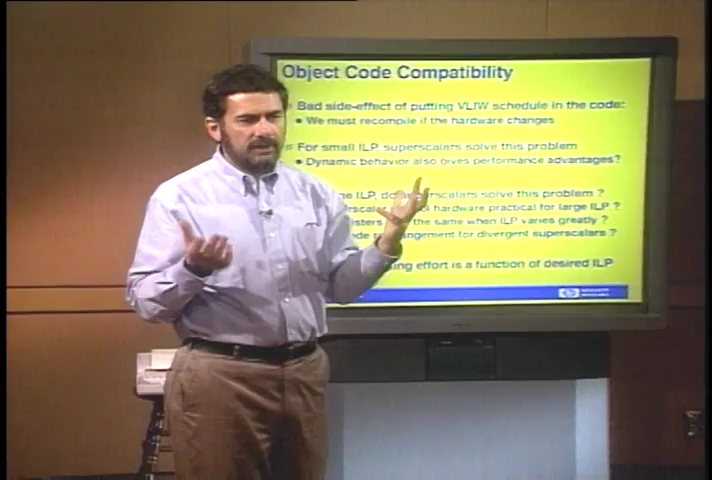 Object Code Compatibility
Bad side-effect of putting VLIW schedule in the code:
We must recompile if the hardware changes
For small ILP superscalars solve this problem
Dynamic behavior also gives performance advantages?
ge ILP, do superscalars solve this problem ?
hardware practical for large ILP ?
isters the same when ILP varies greatly ?
for divergent superscalars ?
ing effort is a function of desired ILP